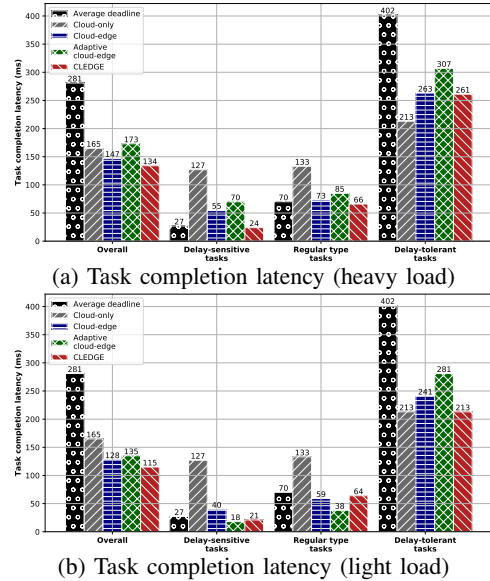 400
350
300
250
200
150
100
50
0
Task completion latency (ms)
Average deadline
Cloud-only
Cloud-edge
Adaptive
cloud-edge
CLEDGE
281
165
147
173
134
27
127
55
70
24
70
133
73
85
66
402
213
263
307
261
Overall
Delay-sensitive
tasks
Regular type
tasks
Delay-tolerant
tasks
(a) Task completion latency (heavy load)
400
350
300
250
200
150
100
50
0
Task completion latency (ms)
Average deadline
Cloud-only
Cloud-edge
Adaptive
cloud-edge
CLEDGE
281
165
128
135
115
27
127
40
18
21
70
133
59
38
64
402
213
241
281
213
Overall
Delay-sensitive
tasks
Regular type
tasks
Delay-tolerant
tasks
(b) Task completion latency (light load)